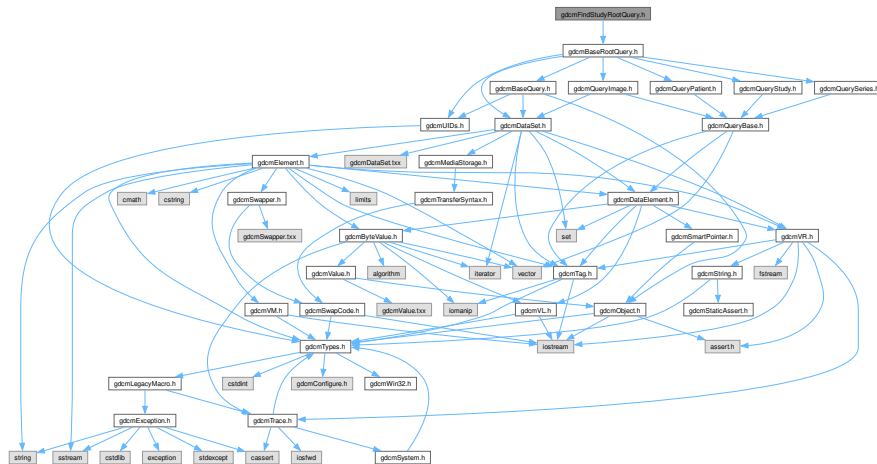 gdcmFindStudyRootQuery.h
gdcmBaseRootQuery.h
gdcmBaseQuery.h
gdcmQueryImage.h
gdcmQueryPatient.h
gdcmQueryStudy.h
gdcmQuerySeries.h
gdcmUIDs.h
gdcmDataSet.h
gdcmQueryBase.h
gdcmElement.h
gdcmDataSet.txx
gdcmMediaStorage.h
cmath
cstring
gdcmSwapper.h
limits
gdcmTransferSyntax.h
gdcmDataElement.h
gdcmSwapper.txx
gdcmByteValue.h
set
gdcmSmartPointer.h
gdcmVR.h
gdcmValue.h
algorithm
iterator
vector
gdcmTag.h
gdcmString.h
fstream
gdcmVM.h
gdcmSwapCode.h
gdcmValue.txx
iomanip
gdcmVL.h
gdcmObject.h
gdcmStaticAssert.h
gdcmTypes.h
iostream
assert.h
gdcmLegacyMacro.h
cstdint
gdcmConfigure.h
gdcmWin32.h
gdcmException.h
gdcmTrace.h
string
sstream
cstdlib
exception
stdexcept
cassert
iosfwd
gdcmSystem.h